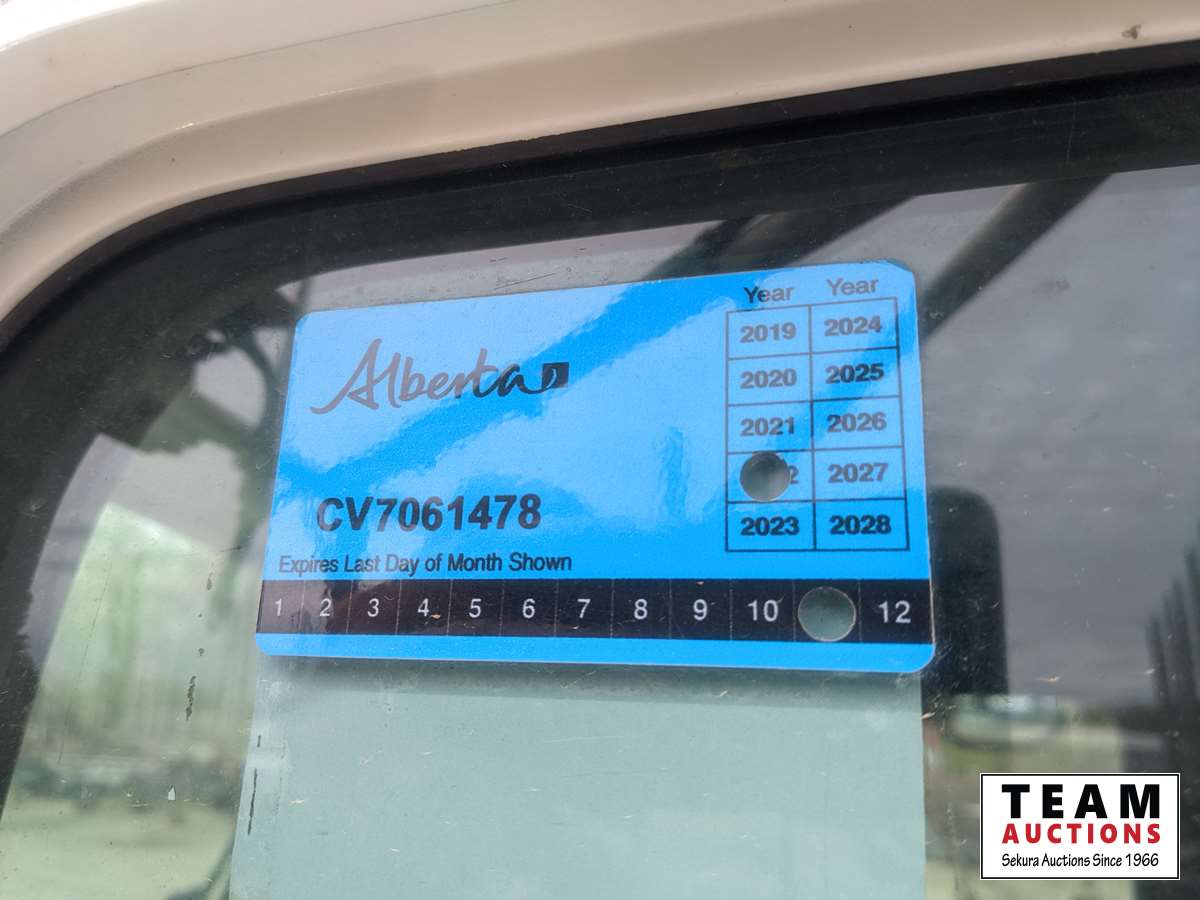 Alberta
Year Year
2019 2024
2020 2025
2021 2026
2 2027
2023 2028
CV7061478
Expires Last Day of Month Shown
1 2 3 4 5 6 7 8 9 10 12
TEAM
AUCTIONS
Sekura Auctions Since 1966